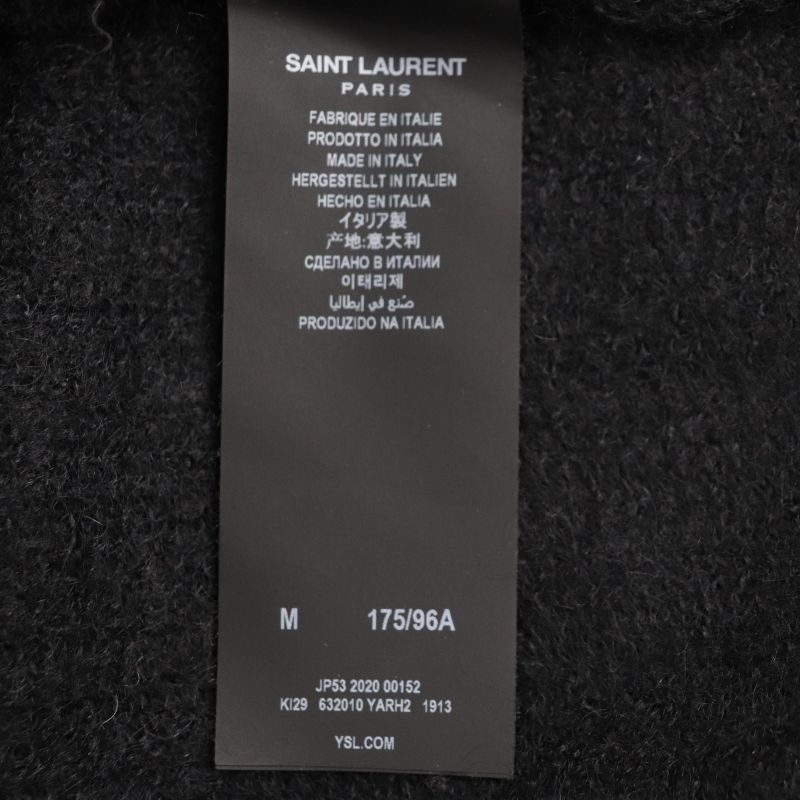 SAINT LAURENT
PARIS
FABRIQUE EN ITALIE
PRODOTTO IN ITALIA
MADE IN ITALY
HERGESTELLT IN ITALIEN
HECHO EN ITALIA
イタリア製
产地:意大利
СДЕЛАНО В ИТАЛИИ
이태리제
صُنع في إيطاليا
PRODUZIDO NA ITALIA
M 175/96A
JP53 2020 00152
KI29 632010 YARH2 1913
YSL.COM